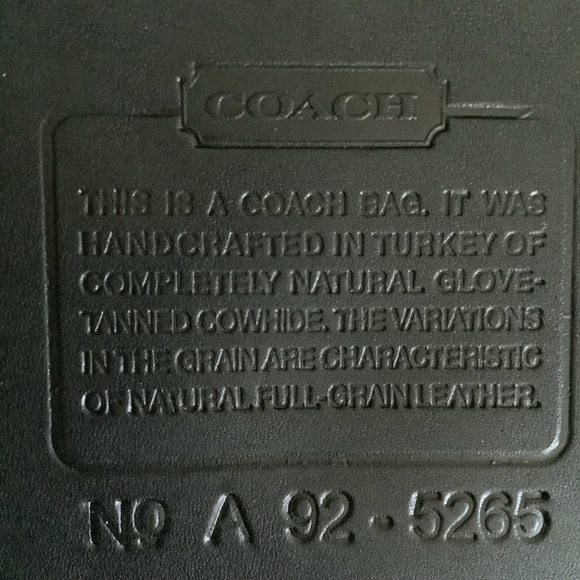 COACH
THIS IS A COACH BAG. IT WAS
HANDCRAFTED IN TURKEY OF
COMPLETELY NATURAL GLOVE-
TANNED COWHIDE. THE VARIATIONS
IN THE GRAIN ARE CHARACTERISTIC
OF NATURAL FULL-GRAIN LEATHER.
No A 92-5265